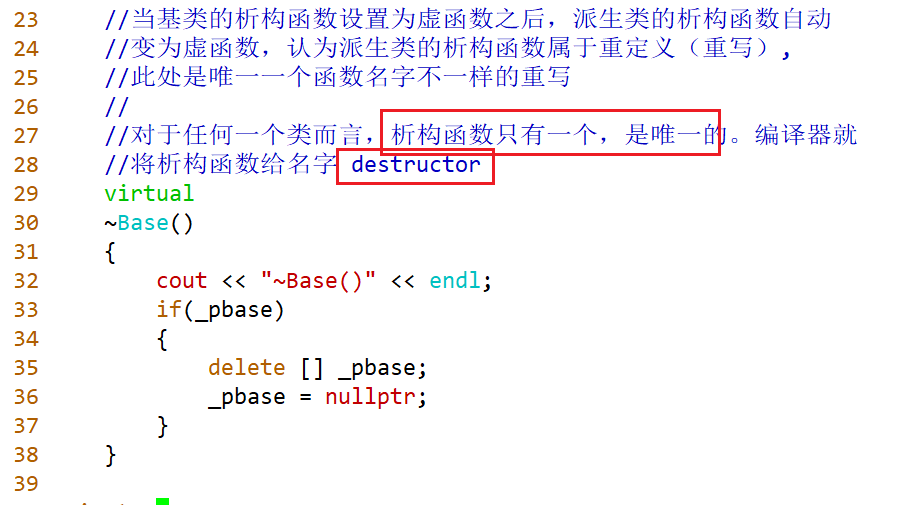 23 //当基类的析构函数设置为虚函数之后，派生类的析构函数自动
24 //变为虚函数，认为派生类的析构函数属于重定义（重写）,
25 //此处是唯一一个函数名字不一样的重写
26 //
27 //对于任何一个类而言，析构函数只有一个，是唯一的。编译器就
28 //将析构函数给名字 destructor
29 virtual
30 ~Base()
31 {
32 cout << "~Base()" << endl;
33 if(_pbase)
34 {
35 delete [] _pbase;
36 _pbase = nullptr;
37 }
38 }
39